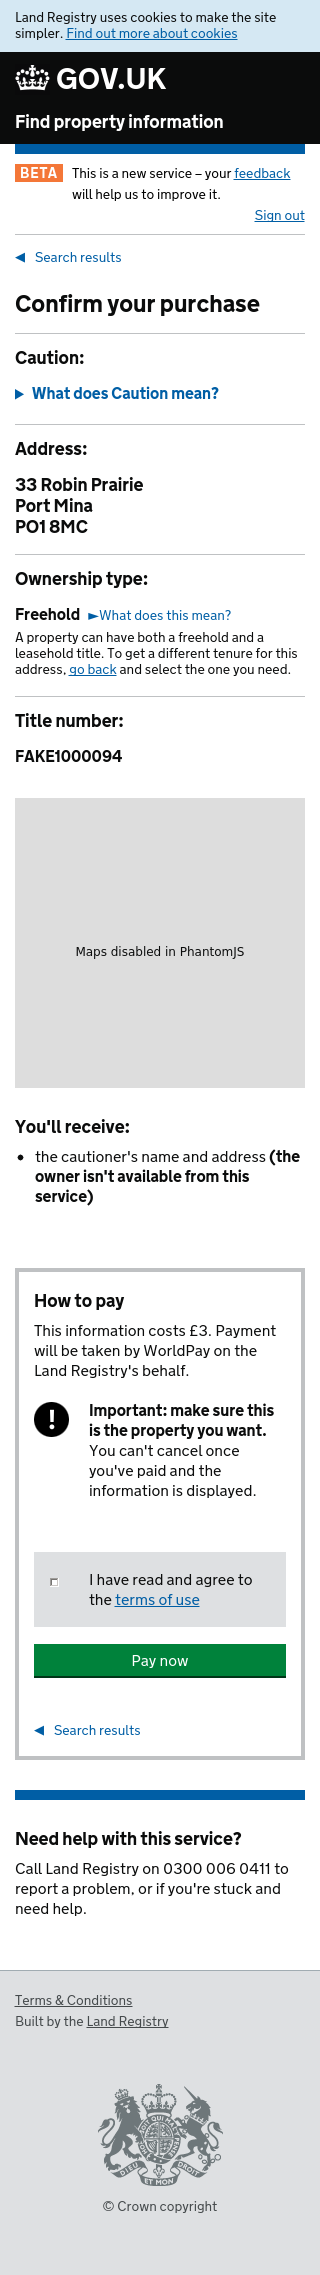 Land Registry uses cookies to make the site
simpler. Find out more about cookies
GOV.UK
Find property information
BETA This is a new service – your feedback
will help us to improve it.
Sign out
◀ Search results
Confirm your purchase
Caution:
▶ What does Caution mean?
Address:
33 Robin Prairie
Port Mina
PO1 8MC
Ownership type:
Freehold ►What does this mean?
A property can have both a freehold and a
leasehold title. To get a different tenure for this
address, go back and select the one you need.
Title number:
FAKE1000094
Maps disabled in PhantomJS
You'll receive:
• the cautioner's name and address (the
owner isn't available from this
service)
How to pay
This information costs £3. Payment
will be taken by WorldPay on the
Land Registry's behalf.
Important: make sure this
is the property you want.
You can't cancel once
you've paid and the
information is displayed.
I have read and agree to
the terms of use
Pay now
◀ Search results
Need help with this service?
Call Land Registry on 0300 006 0411 to
report a problem, or if you're stuck and
need help.
Terms & Conditions
Built by the Land Registry
DIEU ET MON DROIT
© Crown copyright